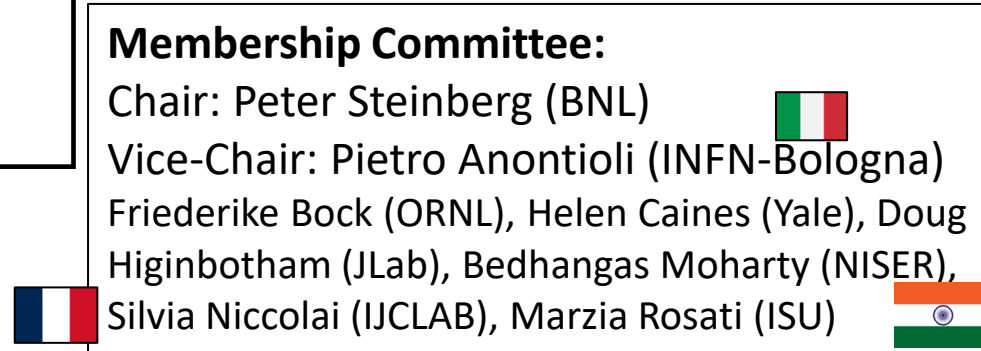 Membership Committee:
Chair: Peter Steinberg (BNL)
Vice-Chair: Pietro Anontioli (INFN-Bologna)
Friederike Bock (ORNL), Helen Caines (Yale), Doug
Higinbotham (JLab), Bedhangas Moharty (NISER),
Silvia Niccolai (IJCLAB), Marzia Rosati (ISU)